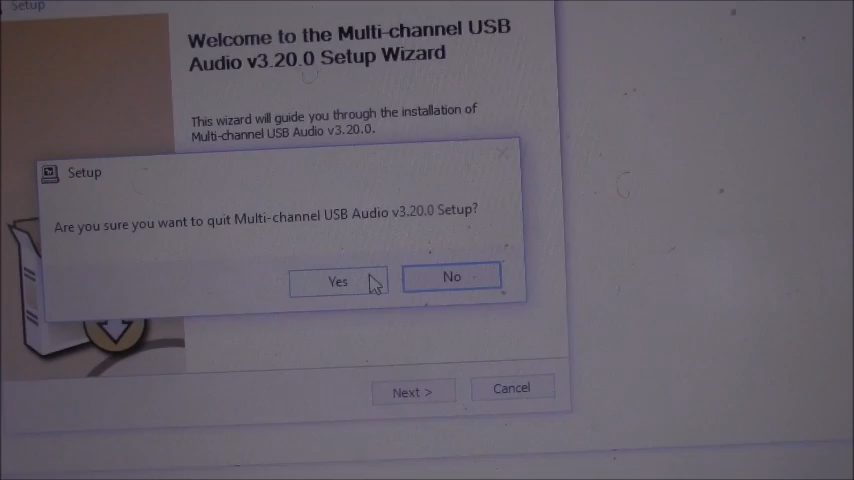 Setup
Welcome to the Multi-channel USB
Audio v3.20.0 Setup Wizard
This wizard will guide you through the installation of
Multi-channel USB Audio v3.20.0.
Setup
Are you sure you want to quit Multi-channel USB Audio v3.20.0 Setup?
Yes
No
Next >
Cancel